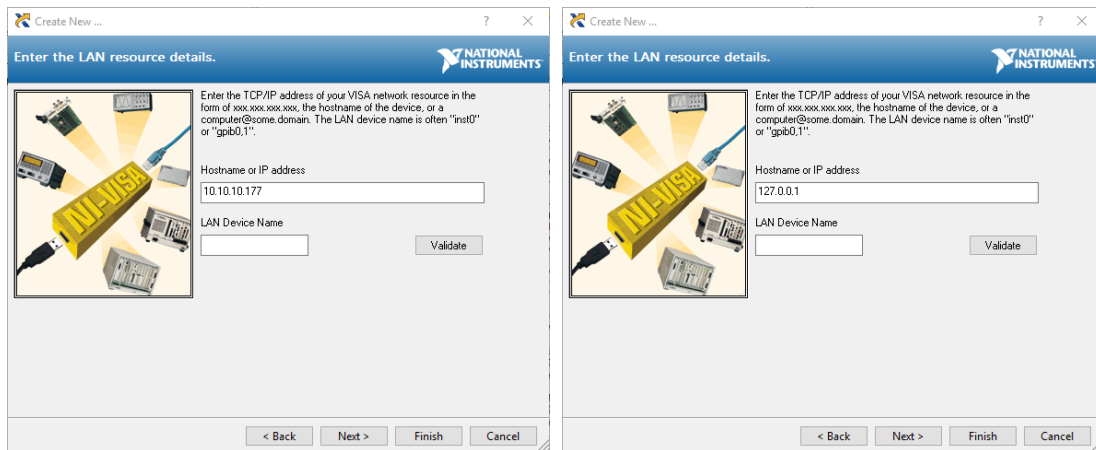 Create New ...
Enter the LAN resource details.
NATIONAL
INSTRUMENTS
Enter the TCP/IP address of your VISA network resource in the
form of xxx.xxx.xxx.xxx, the hostname of the device, or a
computer@some.domain. The LAN device name is often "inst0"
or "gpib0,1".
NI-VISA
Hostname or IP address
10.10.10.177
LAN Device Name
Validate
< Back Next > Finish Cancel
Create New ...
Enter the LAN resource details.
NATIONAL
INSTRUMENTS
Enter the TCP/IP address of your VISA network resource in the
form of xxx.xxx.xxx.xxx, the hostname of the device, or a
computer@some.domain. The LAN device name is often "inst0"
or "gpib0,1".
NI-VISA
Hostname or IP address
127.0.0.1
LAN Device Name
Validate
< Back Next > Finish Cancel